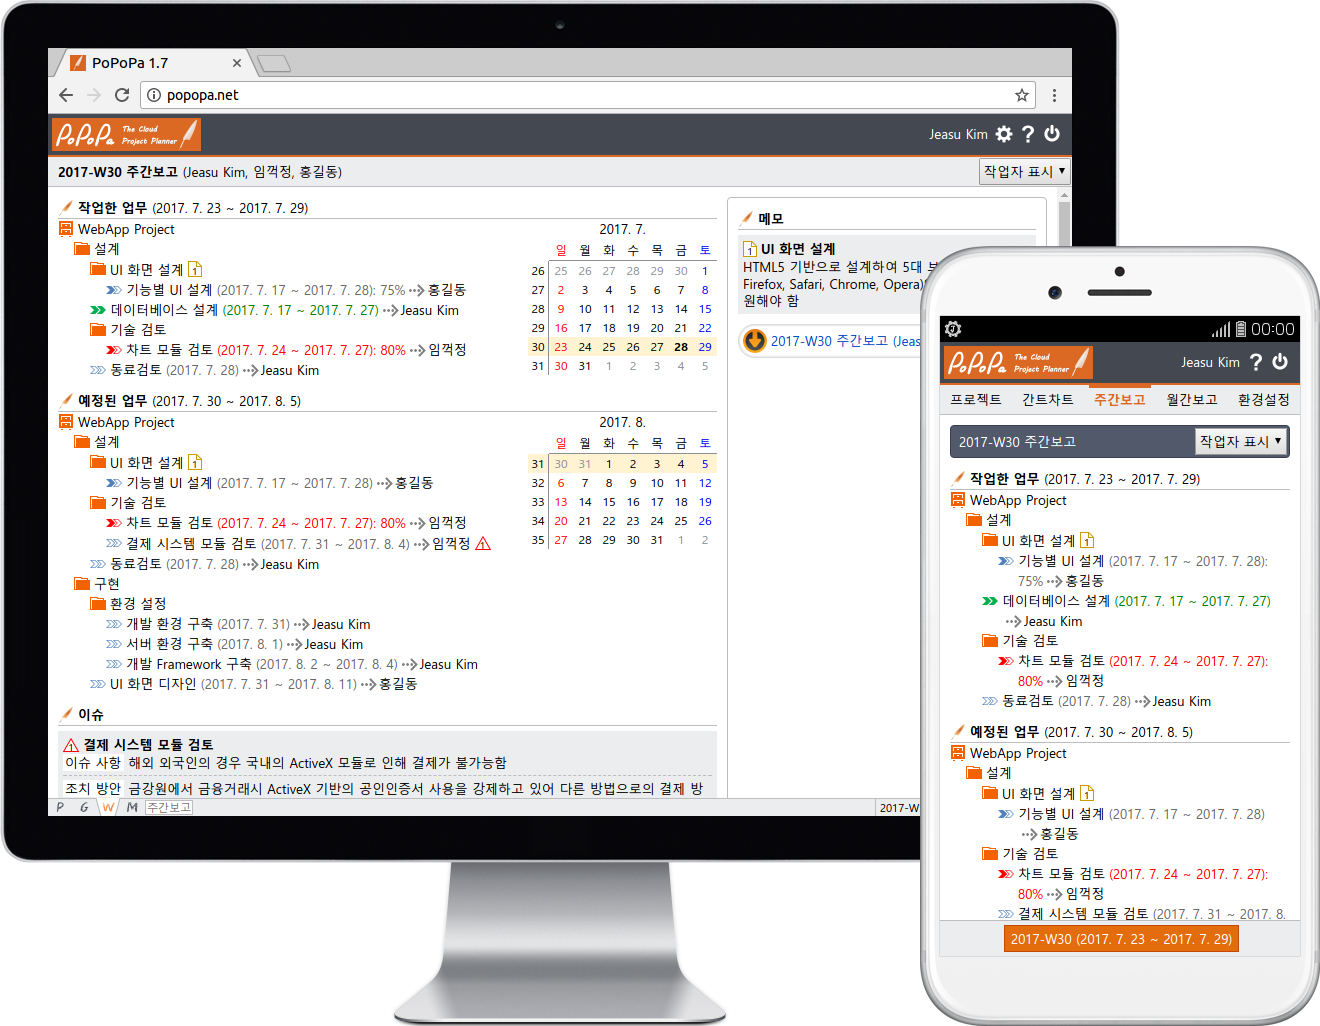 PoPoPa 1.7
popopa.net
PoPoPa The Cloud Project Planner
Jeasu Kim
2017-W30 주간보고 (Jeasu Kim, 임꺽정, 홍길동)
작업자 표시
작업한 업무 (2017. 7. 23 ~ 2017. 7. 29)
WebApp Project
설계
UI 화면 설계 1
기능별 UI 설계 (2017. 7. 17 ~ 2017. 7. 28): 75% 홍길동
데이터베이스 설계 (2017. 7. 17 ~ 2017. 7. 27) Jeasu Kim
기술 검토
차트 모듈 검토 (2017. 7. 24 ~ 2017. 7. 27): 80% 임꺽정
동료검토 (2017. 7. 28) Jeasu Kim
2017. 7.
일 월 화 수 목 금 토
26 25 26 27 28 29 30 1
27 2 3 4 5 6 7 8
28 9 10 11 12 13 14 15
29 16 17 18 19 20 21 22
30 23 24 25 26 27 28 29
31 30 31 1 2 3 4 5
예정된 업무 (2017. 7. 30 ~ 2017. 8. 5)
WebApp Project
설계
UI 화면 설계 1
기능별 UI 설계 (2017. 7. 17 ~ 2017. 7. 28) 홍길동
기술 검토
차트 모듈 검토 (2017. 7. 24 ~ 2017. 7. 27): 80% 임꺽정
결제 시스템 모듈 검토 (2017. 7. 31 ~ 2017. 8. 4) 임꺽정 1
동료검토 (2017. 7. 28) Jeasu Kim
구현
환경 설정
개발 환경 구축 (2017. 7. 31) Jeasu Kim
서버 환경 구축 (2017. 8. 1) Jeasu Kim
개발 Framework 구축 (2017. 8. 2 ~ 2017. 8. 4) Jeasu Kim
UI 화면 디자인 (2017. 7. 31 ~ 2017. 8. 11) 홍길동
2017. 8.
일 월 화 수 목 금 토
31 30 31 1 2 3 4 5
32 6 7 8 9 10 11 12
33 13 14 15 16 17 18 19
34 20 21 22 23 24 25 26
35 27 28 29 30 31 1 2
이슈
1 결제 시스템 모듈 검토
이슈 사항 해외 외국인의 경우 국내의 ActiveX 모듈로 인해 결제가 불가능함
조치 방안 금강원에서 금융거래시 ActiveX 기반의 공인인증서 사용을 강제하고 있어 다른 방법으로의 결제 방
P G W M 주간보고
2017-W
메모
1 UI 화면 설계
HTML5 기반으로 설계하여 5대 브
Firefox, Safari, Chrome, Opera)
원해야 함
2017-W30 주간보고 (Jeas
00:00
PoPoPa The Cloud Project Planner
Jeasu Kim
프로젝트 간트차트 주간보고 월간보고 환경설정
2017-W30 주간보고
작업자 표시
작업한 업무 (2017. 7. 23 ~ 2017. 7. 29)
WebApp Project
설계
UI 화면 설계 1
기능별 UI 설계 (2017. 7. 17 ~ 2017. 7. 28):
75% 홍길동
데이터베이스 설계 (2017. 7. 17 ~ 2017. 7. 27)
Jeasu Kim
기술 검토
차트 모듈 검토 (2017. 7. 24 ~ 2017. 7. 27):
80% 임꺽정
동료검토 (2017. 7. 28) Jeasu Kim
예정된 업무 (2017. 7. 30 ~ 2017. 8. 5)
WebApp Project
설계
UI 화면 설계 1
기능별 UI 설계 (2017. 7. 17 ~ 2017. 7. 28)
홍길동
기술 검토
차트 모듈 검토 (2017. 7. 24 ~ 2017. 7. 27):
80% 임꺽정
결제 시스템 모듈 검토 (2017. 7. 31 ~ 2017. 8.
2017-W30 (2017. 7. 23 ~ 2017. 7. 29)